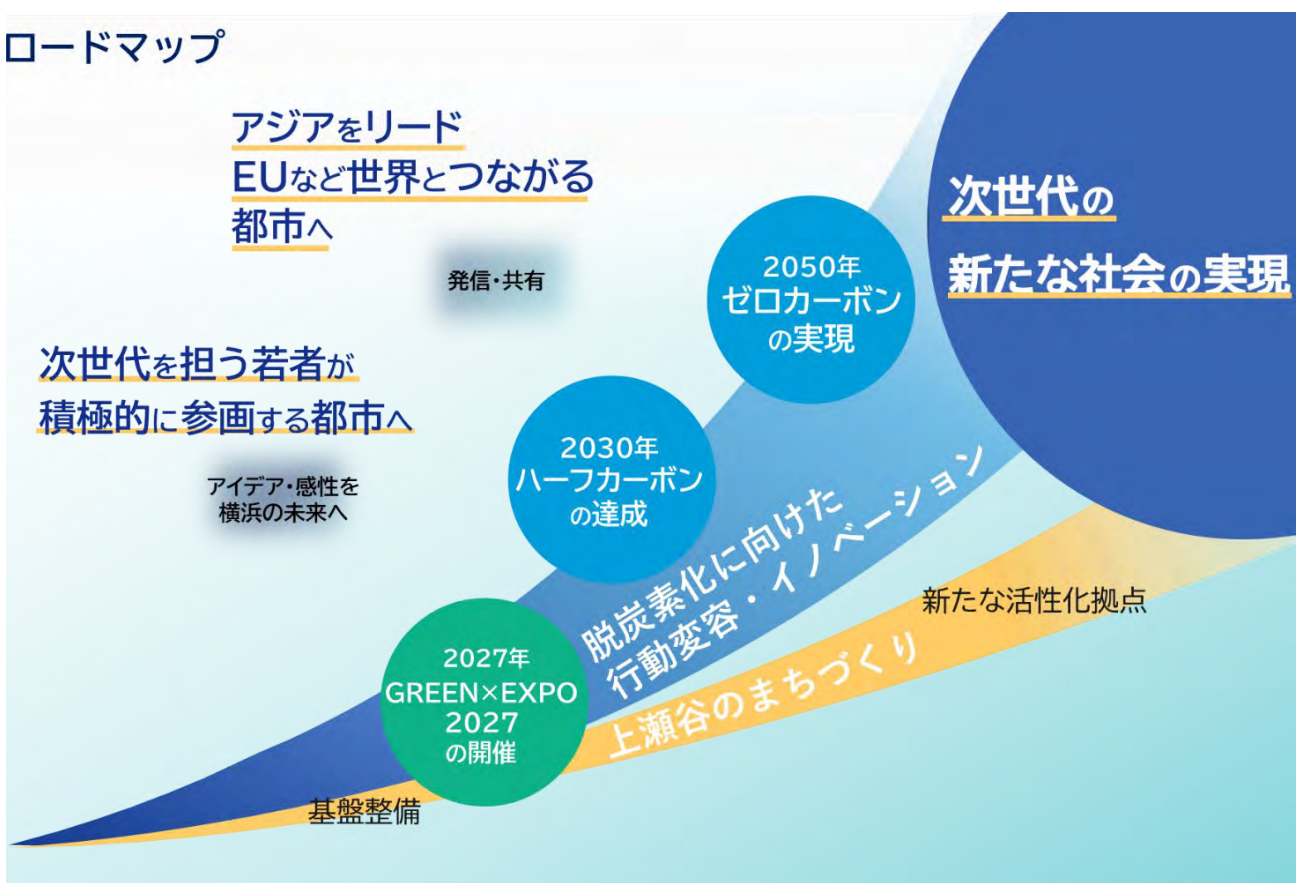 ロードマップ
アジアをリード
EUなど世界とつながる
都市へ
発信・共有
次世代を担う若者が
積極的に参画する都市へ
アイデア・感性を
横浜の未来へ
次世代の
新たな社会の実現
2050年
ゼロカーボン
の実現
2030年
ハーフカーボン
の達成
2027年
GREEN×EXPO
2027
の開催
脱炭素化に向けた
行動変容・イノベーション
上瀬谷のまちづくり
新たな活性化拠点
基盤整備